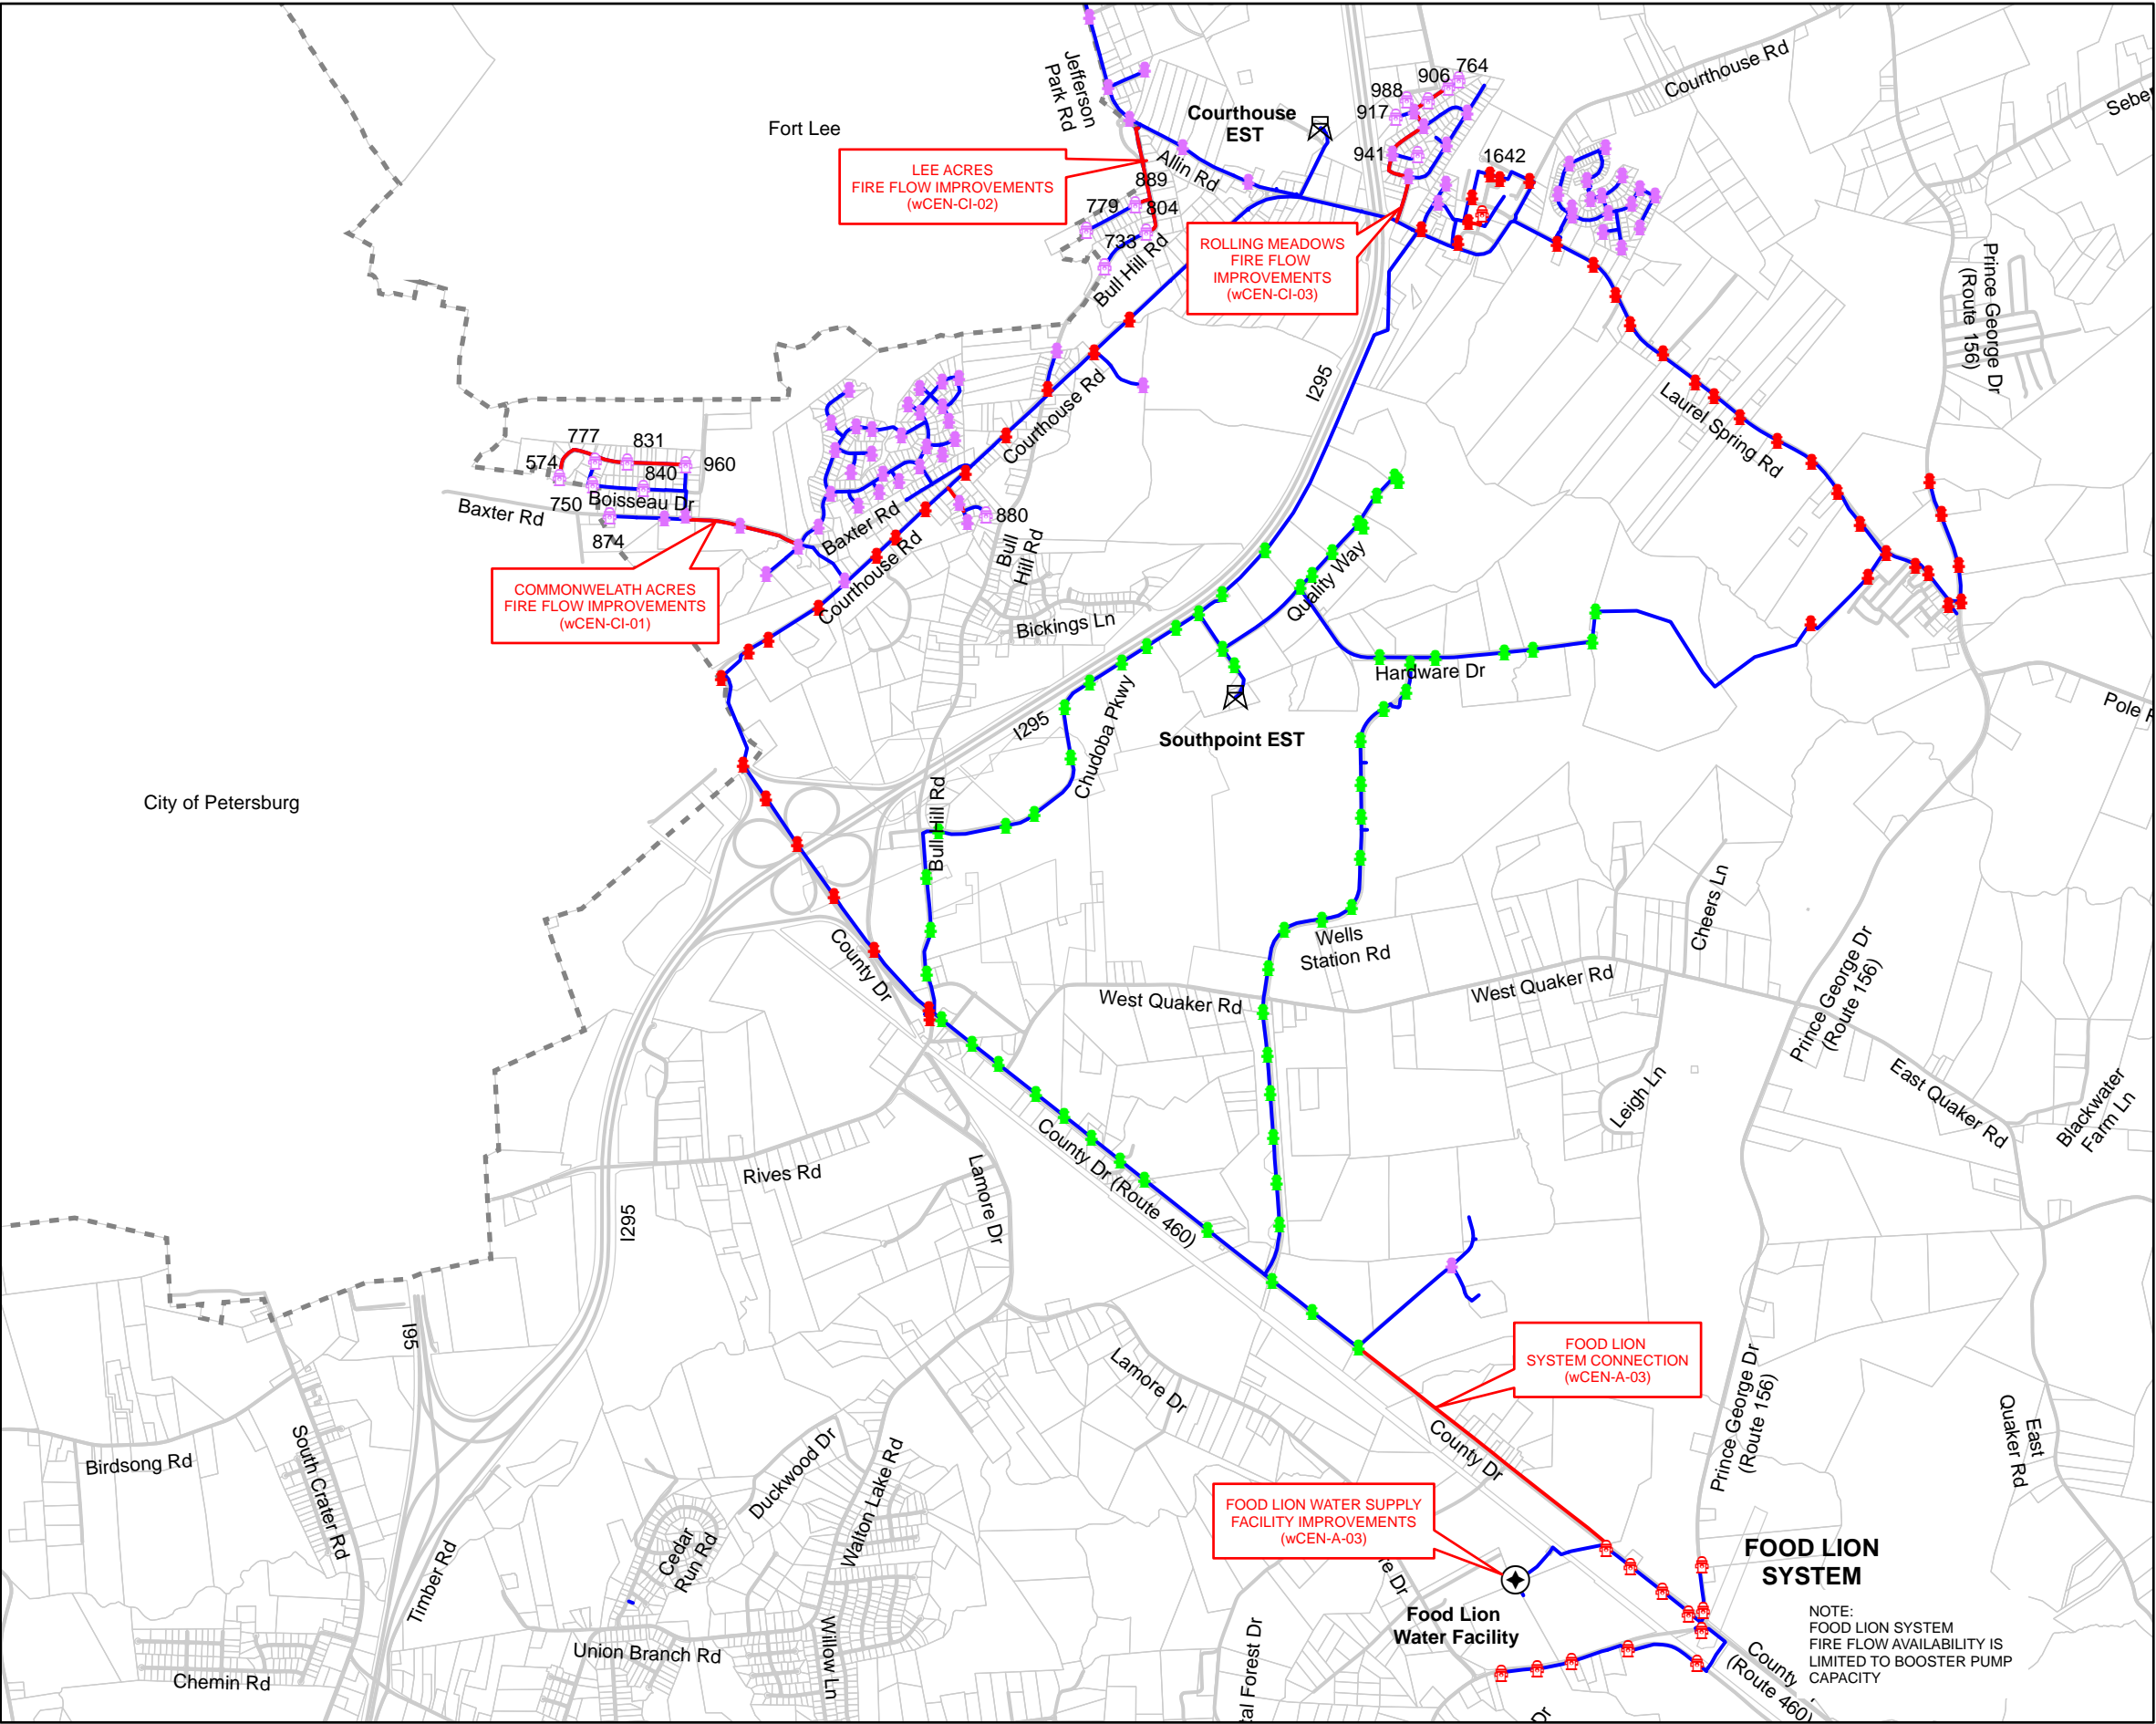 Jefferson
Park Rd
Fort Lee
Courthouse
EST
988
906
764
917
941
1642
Courthouse Rd
LEE ACRES
FIRE FLOW IMPROVEMENTS
(wCEN-CI-02)
Allin Rd
889
779
804
733
Bull Hill Rd
ROLLING MEADOWS
FIRE FLOW
IMPROVEMENTS
(wCEN-CI-03)
Prince George Dr
(Route 156)
I295
Courthouse Rd
Laurel Spring Rd
777
831
574
840
960
750
Boisseau Dr
Baxter Rd
874
Baxter Rd
880
Courthouse Rd
Bull
Hill Rd
Quality Way
COMMONWELATH ACRES
FIRE FLOW IMPROVEMENTS
(wCEN-CI-01)
Bickings Ln
Hardware Dr
I295
Chudoba Pkwy
Southpoint EST
City of Petersburg
Bull Hill Rd
County Dr
Wells
Station Rd
Cheers Ln
West Quaker Rd
West Quaker Rd
Prince George Dr
(Route 156)
East Quaker Rd
Blackwater
Farm Ln
Leigh Ln
County Dr (Route 460)
Rives Rd
Lamore Dr
I295
I95
Lamore Dr
FOOD LION
SYSTEM CONNECTION
(wCEN-A-03)
Prince George Dr
(Route 156)
County Dr
East
Quaker Rd
Birdsong Rd
South Crater Rd
Duckwood Dr
Walton Lake Rd
Cedar
Run Rd
Timber Rd
FOOD LION WATER SUPPLY
FACILITY IMPROVEMENTS
(wCEN-A-03)
FOOD LION
SYSTEM
NOTE:
FOOD LION SYSTEM
FIRE FLOW AVAILABILITY IS
LIMITED TO BOOSTER PUMP
CAPACITY
Food Lion
Water Facility
Union Branch Rd
Willow Ln
Chemin Rd
Forest Dr
County
(Route 460)
Dr